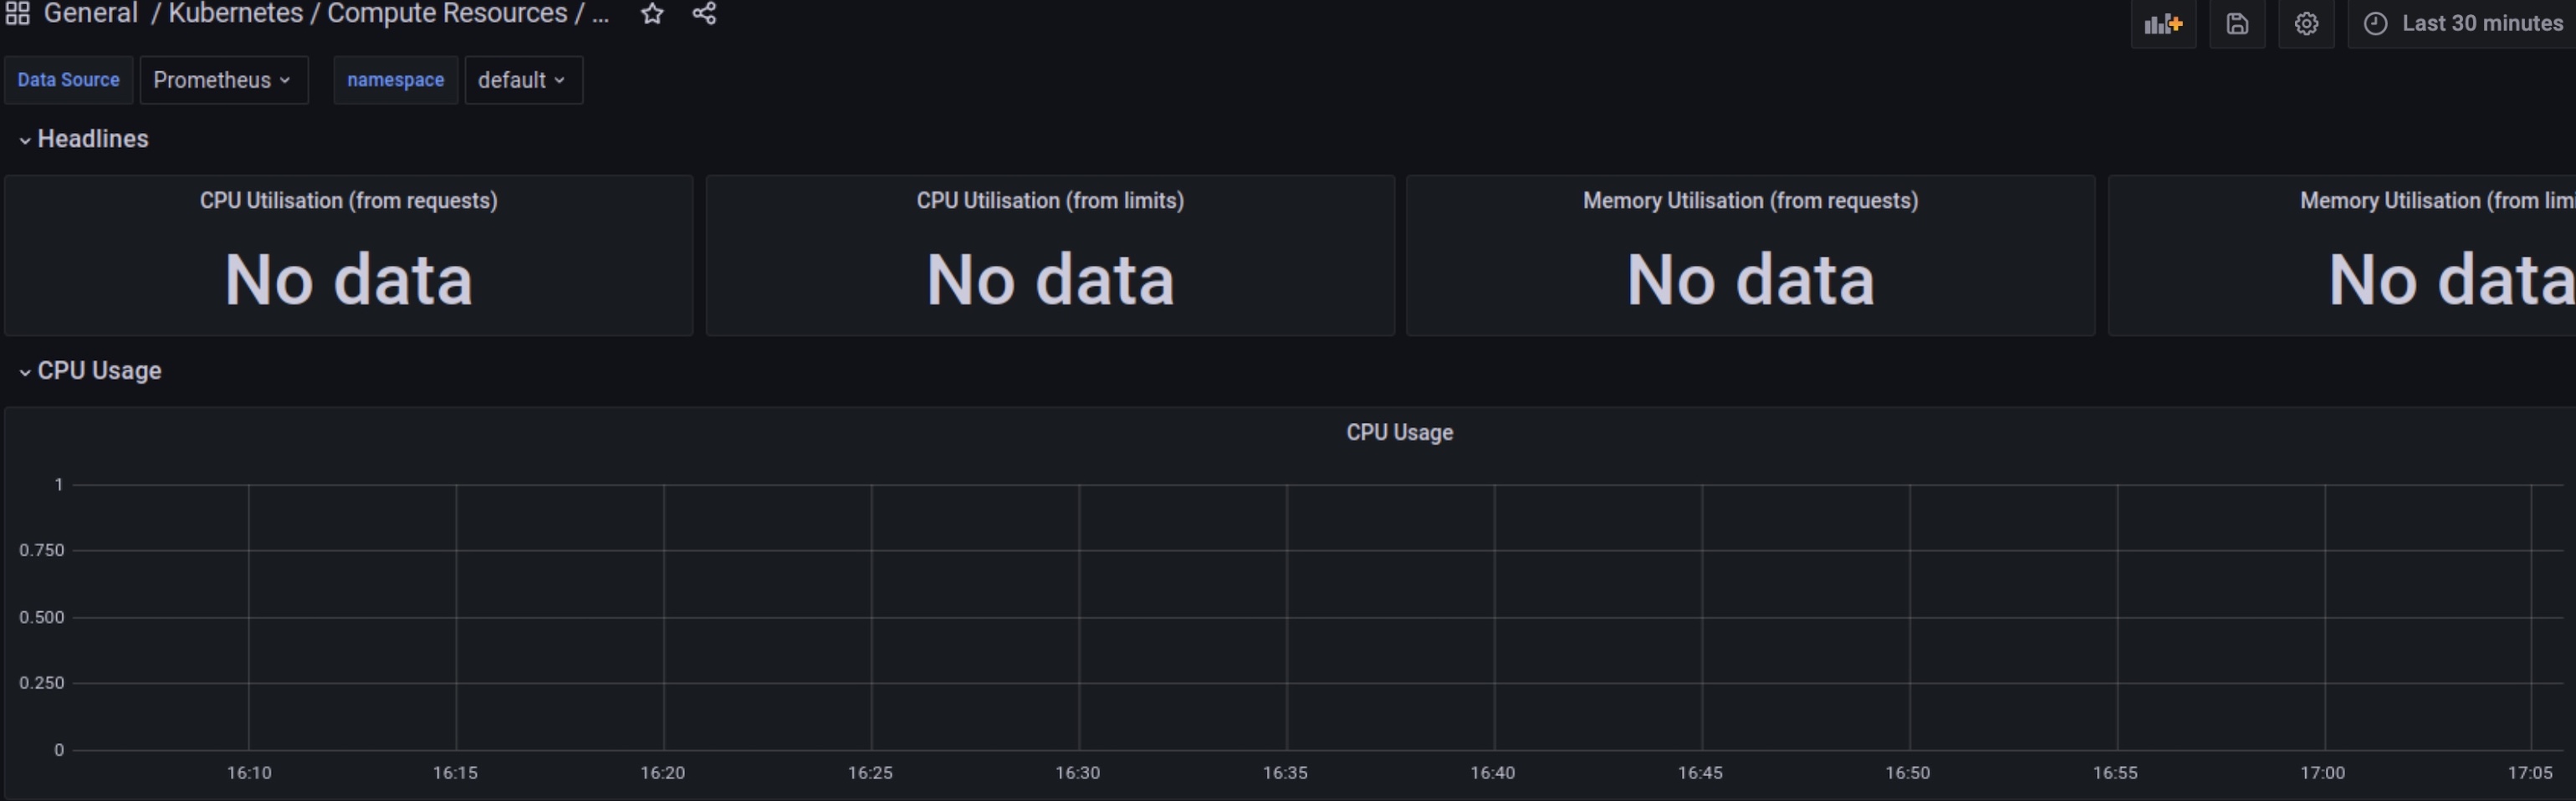 General / Kubernetes / Compute Resources / ...
Last 30 minutes
Data Source Prometheus namespace default
Headlines
CPU Utilisation (from requests)
No data
CPU Utilisation (from limits)
No data
Memory Utilisation (from requests)
No data
Memory Utilisation (from limi
No data
CPU Usage
CPU Usage
1
0.750
0.500
0.250
0
16:10 16:15 16:20 16:25 16:30 16:35 16:40 16:45 16:50 16:55 17:00 17:05